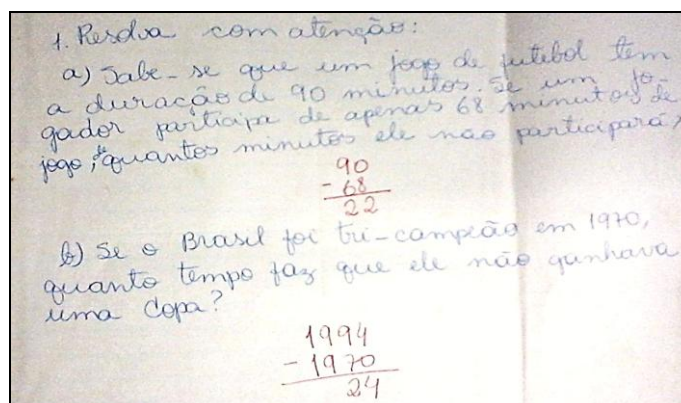 1. Resolva com atenção:
a) Sabe-se que um jogo de futebol tem
a duração de 90 minutos. Se um jo-
gador participa de apenas 68 minutos de
jogo, de quantos minutos ele não participará?
90
- 68
22
b) Se o Brasil foi tri-campeão em 1970,
quanto tempo faz que ele não ganhava
uma Copa?
1994
- 1970
24